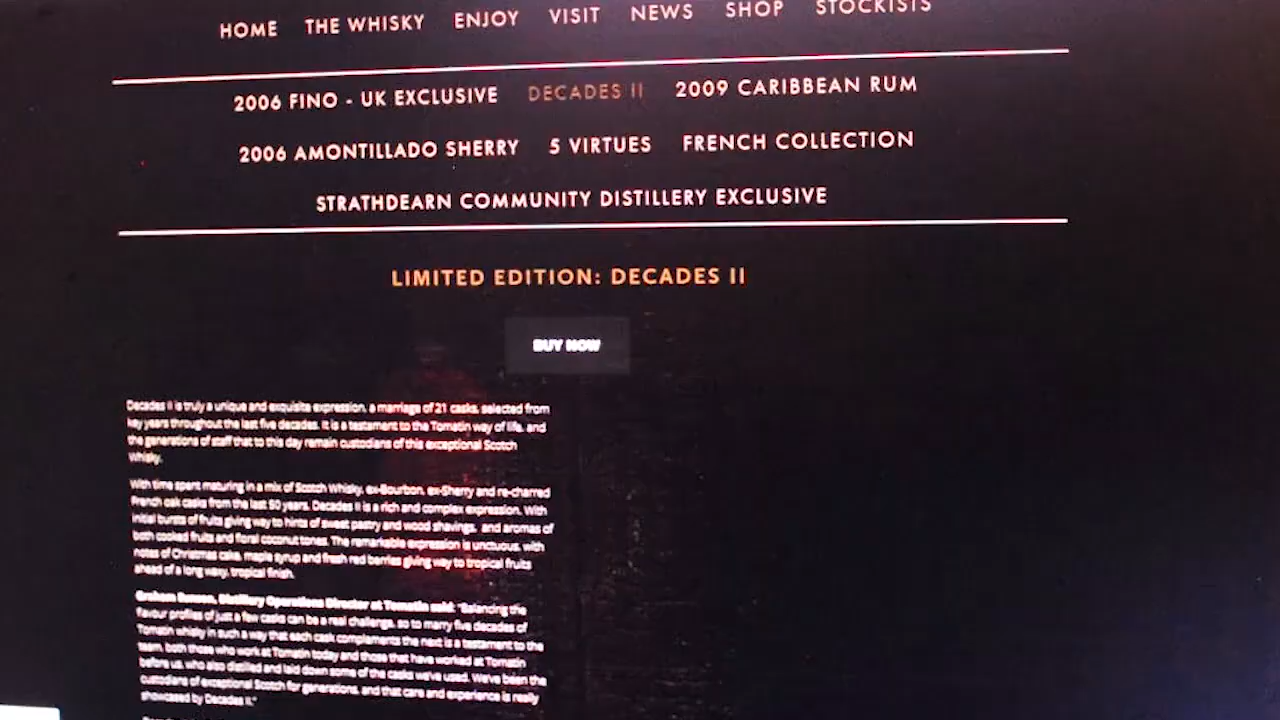 HOME THE WHISKY ENJOY VISIT NEWS SHOP STOCKISTS
2006 FINO - UK EXCLUSIVE DECADES II 2009 CARIBBEAN RUM
2006 AMONTILLADO SHERRY 5 VIRTUES FRENCH COLLECTION
STRATHDEARN COMMUNITY DISTILLERY EXCLUSIVE
LIMITED EDITION: DECADES II
BUY NOW
Decades II is truly a unique and exquisite expression, a marriage of 21 casks, selected from
key years throughout the last five decades. It is a testament to the Tomatin way of life, and
the generations of staff that to this day remain custodians of this exceptional Scotch
Whisky.
With time spent maturing in a mix of Scotch Whisky, ex-Bourbon, ex-Sherry and re-charred
French oak casks from the last 50 years, Decades II is a rich and complex expression. With
initial bursts of fruits giving way to hints of sweet pastry and wood shavings, and aromas of
both cooked fruits and floral coconut tones. The remarkable expression is unctuous, with
notes of Christmas cake, maple syrup and fresh red berries giving way to tropical fruits
ahead of a long waxy, tropical finish.
Graham Eunson, Distillery Operations Director at Tomatin said: "Balancing the
flavour profiles of just a few casks can be a real challenge, so to marry five decades of
Tomatin whisky in such a way that each cask complements the next is a testament to the
team, both those who work at Tomatin today and those that have worked at Tomatin
before us, who also distilled and laid down some of the casks we've used. We've been the
custodians of exceptional Scotch for generations, and that care and experience is really
showcased by Decades II."